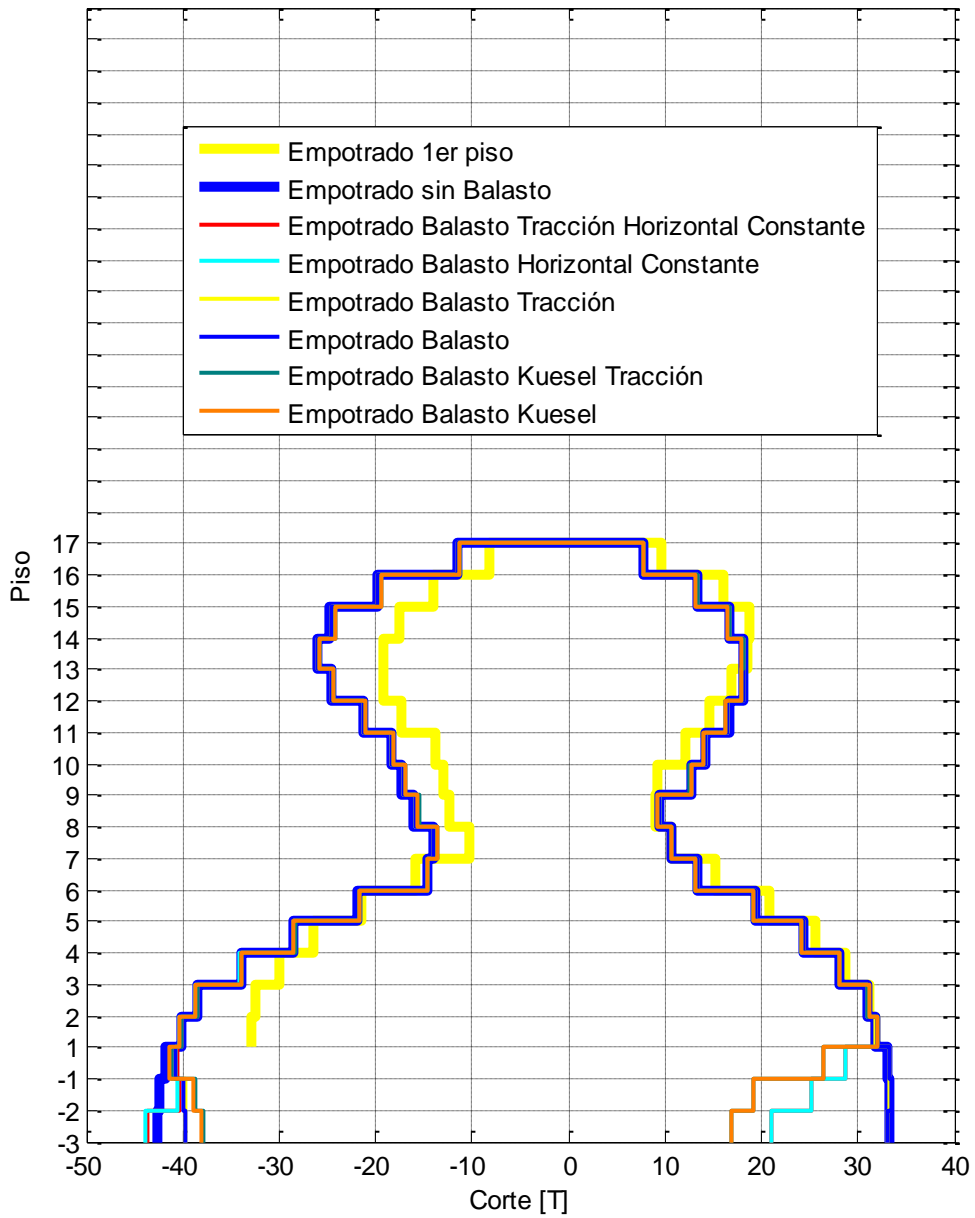 Empotrado 1er piso
Empotrado sin Balasto
Empotrado Balasto Tracción Horizontal Constante
Empotrado Balasto Horizontal Constante
Empotrado Balasto Tracción
Empotrado Balasto
Empotrado Balasto Kuesel Tracción
Empotrado Balasto Kuesel
Piso
17
16
15
14
13
12
11
10
9
8
7
6
5
4
3
2
1
-1
-2
-3
-50 -40 -30 -20 -10 0 10 20 30 40
Corte [T]